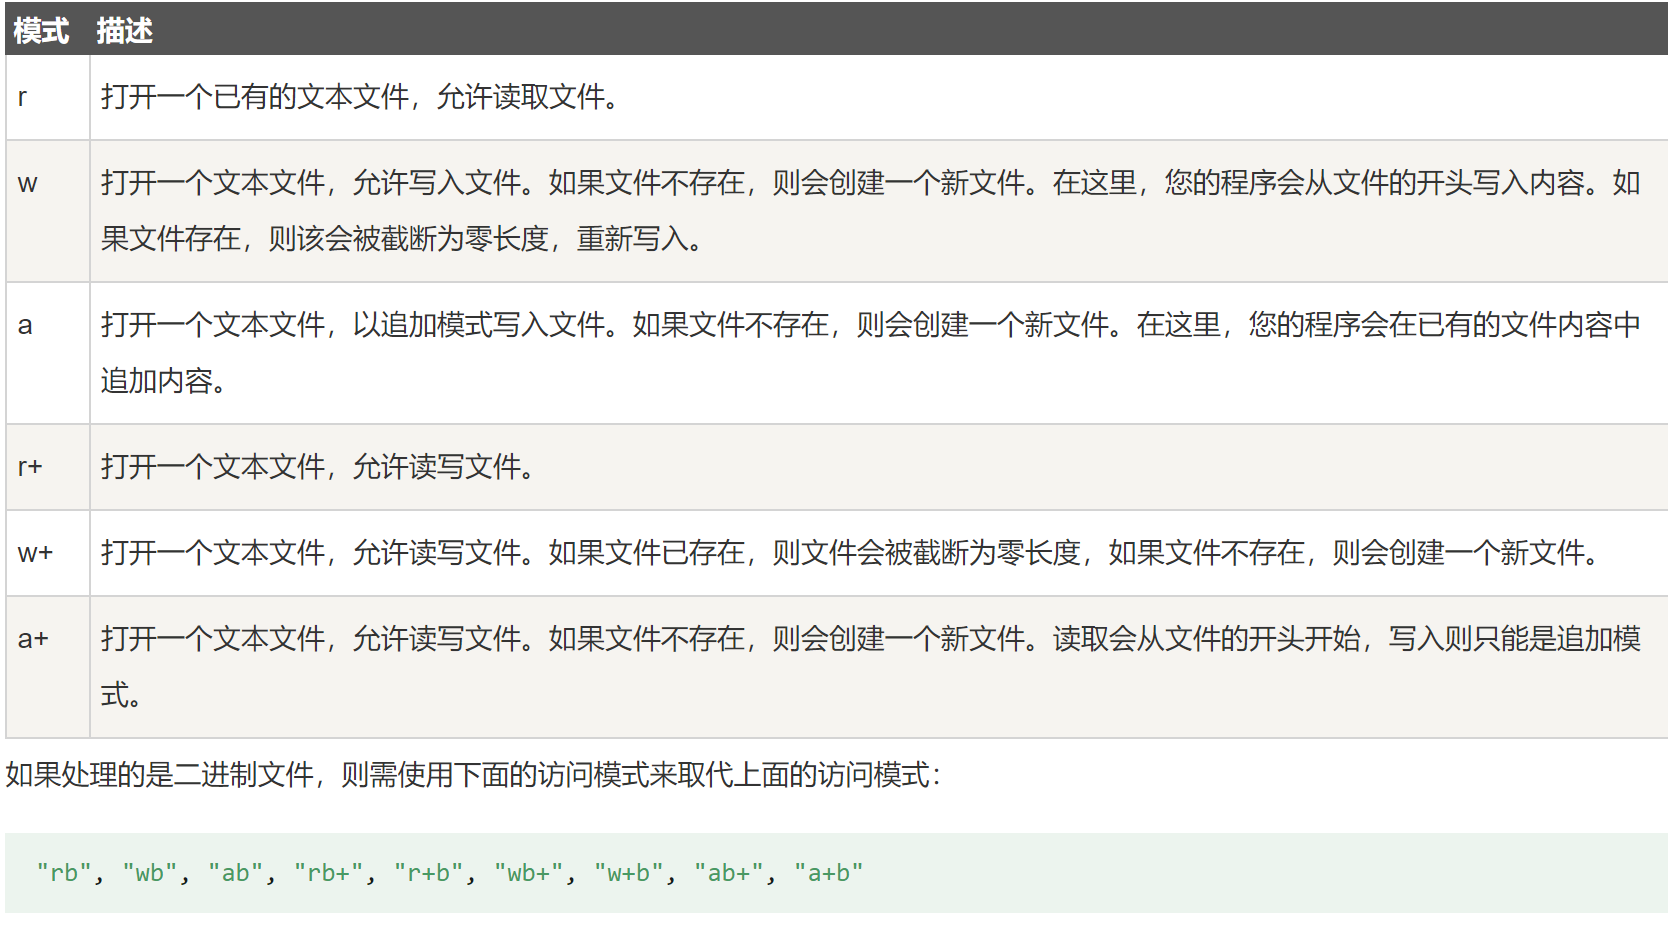 模式 描述
r 打开一个已有的文本文件，允许读取文件。
w 打开一个文本文件，允许写入文件。如果文件不存在，则会创建一个新文件。在这里，您的程序会从文件的开头写入内容。如
果文件存在，则该会被截断为零长度，重新写入。
a 打开一个文本文件，以追加模式写入文件。如果文件不存在，则会创建一个新文件。在这里，您的程序会在已有的文件内容中
追加内容。
r+ 打开一个文本文件，允许读写文件。
w+ 打开一个文本文件，允许读写文件。如果文件已存在，则文件会被截断为零长度，如果文件不存在，则会创建一个新文件。
a+ 打开一个文本文件，允许读写文件。如果文件不存在，则会创建一个新文件。读取会从文件的开头开始，写入则只能是追加模
式。
如果处理的是二进制文件，则需使用下面的访问模式来取代上面的访问模式：
"rb", "wb", "ab", "rb+", "r+b", "wb+", "w+b", "ab+", "a+b"